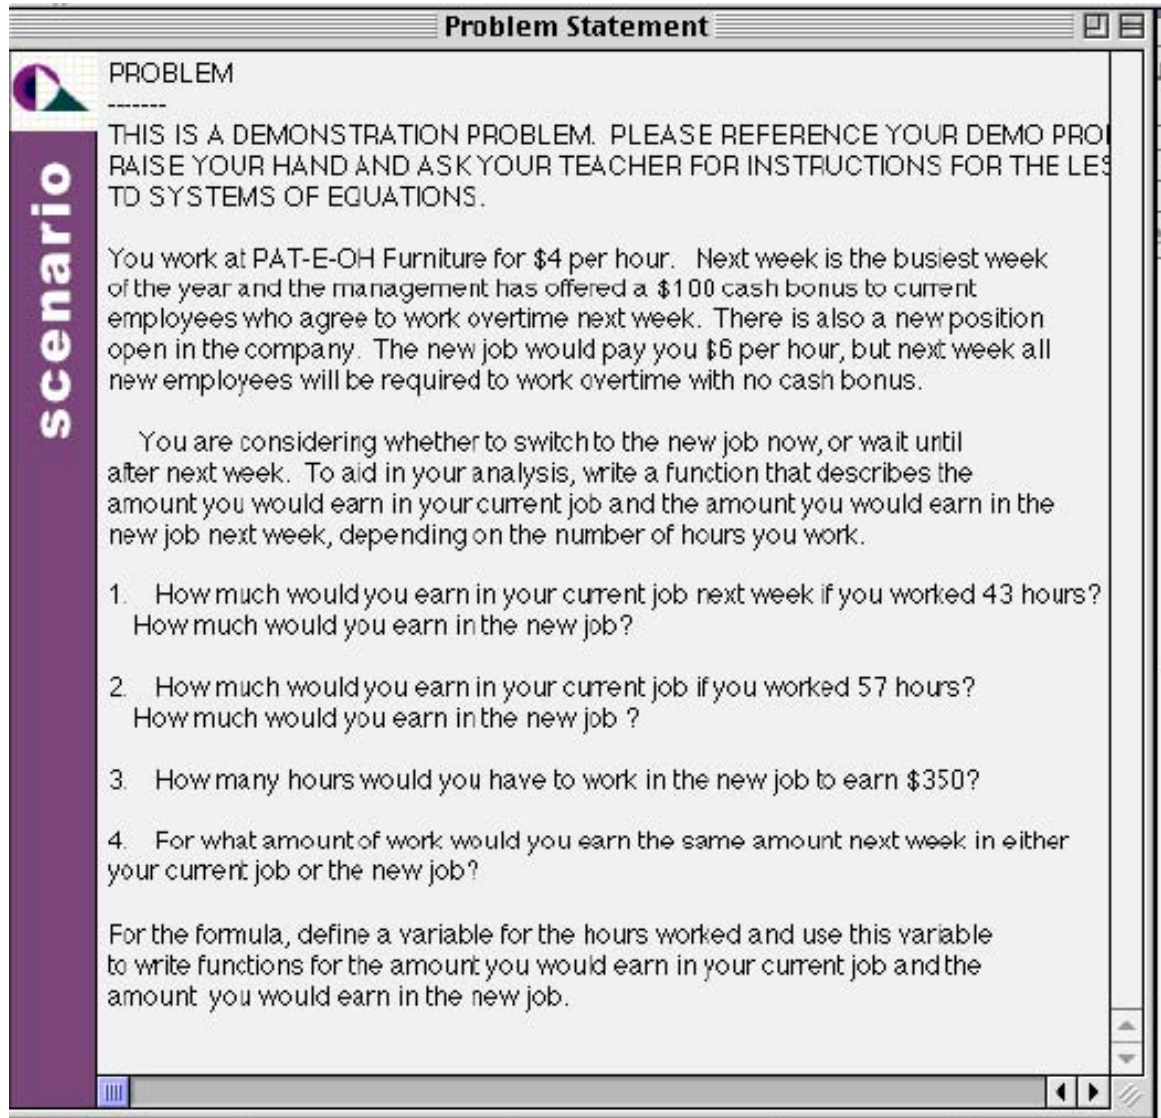 Problem Statement
PROBLEM
-------
THIS IS A DEMONSTRATION PROBLEM. PLEASE REFERENCE YOUR DEMO
RAISE YOUR HAND AND ASK YOUR TEACHER FOR INSTRUCTIONS FOR THE
TO SYSTEMS OF EQUATIONS.
You work at PAT-E-OH Furniture for $4 per hour. Next week is the busiest week
of the year and the management has offered a $100 cash bonus to current
employees who agree to work overtime next week. There is also a new position
open in the company. The new job would pay you $6 per hour, but next week all
new employees will be required to work overtime with no cash bonus.
You are considering whether to switch to the new job now, or wait until
after next week. To aid in your analysis, write a function that describes the
amount you would earn in your current job and the amount you would earn in the
new job next week, depending on the number of hours you work.
1. How much would you earn in your current job next week if you worked 43 hours?
How much would you earn in the new job?
2. How much would you earn in your current job if you worked 57 hours?
How much would you earn in the new job ?
3. How many hours would you have to work in the new job to earn $350?
4. For what amount of work would you earn the same amount next week in either
your current job or the new job?
For the formula, define a variable for the hours worked and use this variable
to write functions for the amount you would earn in your current job and the
amount you would earn in the new job.
scenario